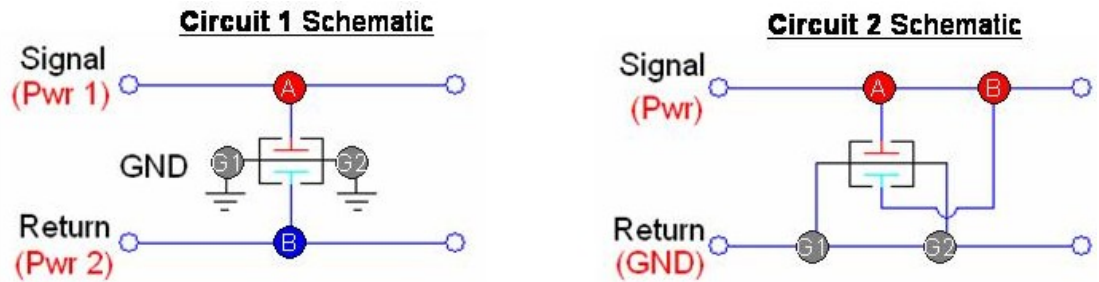 Circuit 1 Schematic
Signal
(Pwr 1)
A
GND
G1
G2
Return
(Pwr 2)
B
Circuit 2 Schematic
Signal
(Pwr)
A
B
Return
(GND)
G1
G2